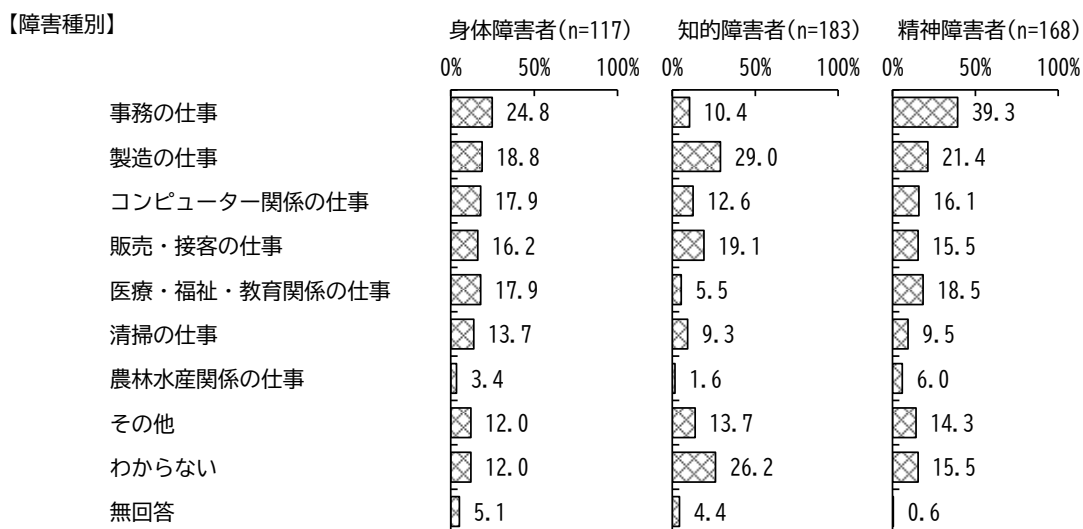 【障害種別】
身体障害者(n=117) 知的障害者(n=183) 精神障害者(n=168)
0% 50% 100% 0% 50% 100% 0% 50% 100%
事務の仕事 24.8 10.4 39.3
製造の仕事 18.8 29.0 21.4
コンピューター関係の仕事 17.9 12.6 16.1
販売・接客の仕事 16.2 19.1 15.5
医療・福祉・教育関係の仕事 17.9 5.5 18.5
清掃の仕事 13.7 9.3 9.5
農林水産関係の仕事 3.4 1.6 6.0
その他 12.0 13.7 14.3
わからない 12.0 26.2 15.5
無回答 5.1 4.4 0.6